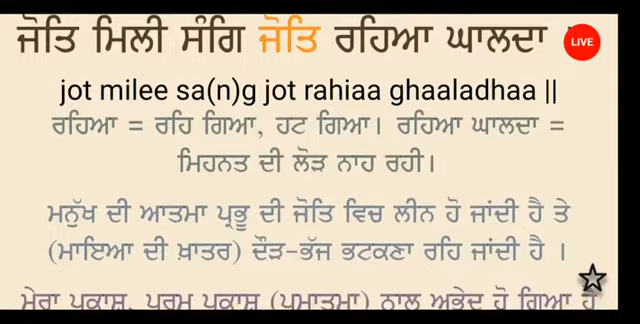 ਜੋਤਿ ਮਿਲੀ ਸੰਗਿ ਜੋਤਿ ਰਹਿਆ ਘਾਲਦਾ
LIVE
jot milee sa(n)g jot rahiaa ghaaladhaa ||
ਰਹਿਆ = ਰਹਿ ਗਿਆ, ਹਟ ਗਿਆ। ਰਹਿਆ ਘਾਲਦਾ =
ਮਿਹਨਤ ਦੀ ਲੋੜ ਨਾਹ ਰਹੀ।
ਮਨੁੱਖ ਦੀ ਆਤਮਾ ਪ੍ਰਭੂ ਦੀ ਜੋਤਿ ਵਿਚ ਲੀਨ ਹੋ ਜਾਂਦੀ ਹੈ ਤੇ
(ਮਾਇਆ ਦੀ ਖ਼ਾਤਰ) ਦੌੜ-ਭੱਜ ਭਟਕਣਾ ਰਹਿ ਜਾਂਦੀ ਹੈ ।
ਮੇਰਾ ਪ੍ਰਕਾਸ਼, ਪਰਮ ਪ੍ਰਕਾਸ਼ (ਪ੍ਰਮਾਤਮਾ) ਨਾਲ ਅਭੇਦ ਹੋ ਗਿਆ ਹੈ